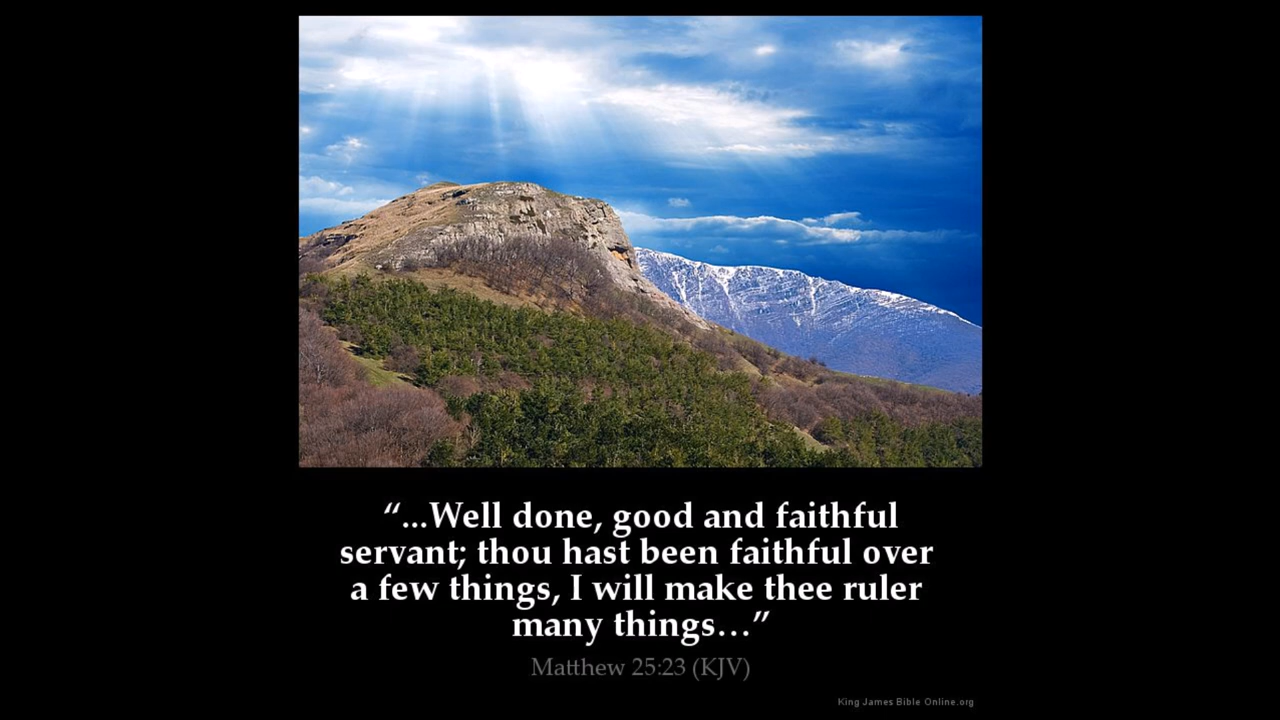 “...Well done, good and faithful
servant; thou hast been faithful over
a few things, I will make thee ruler
many things…”
Matthew 25:23 (KJV)
King James Bible Online.org